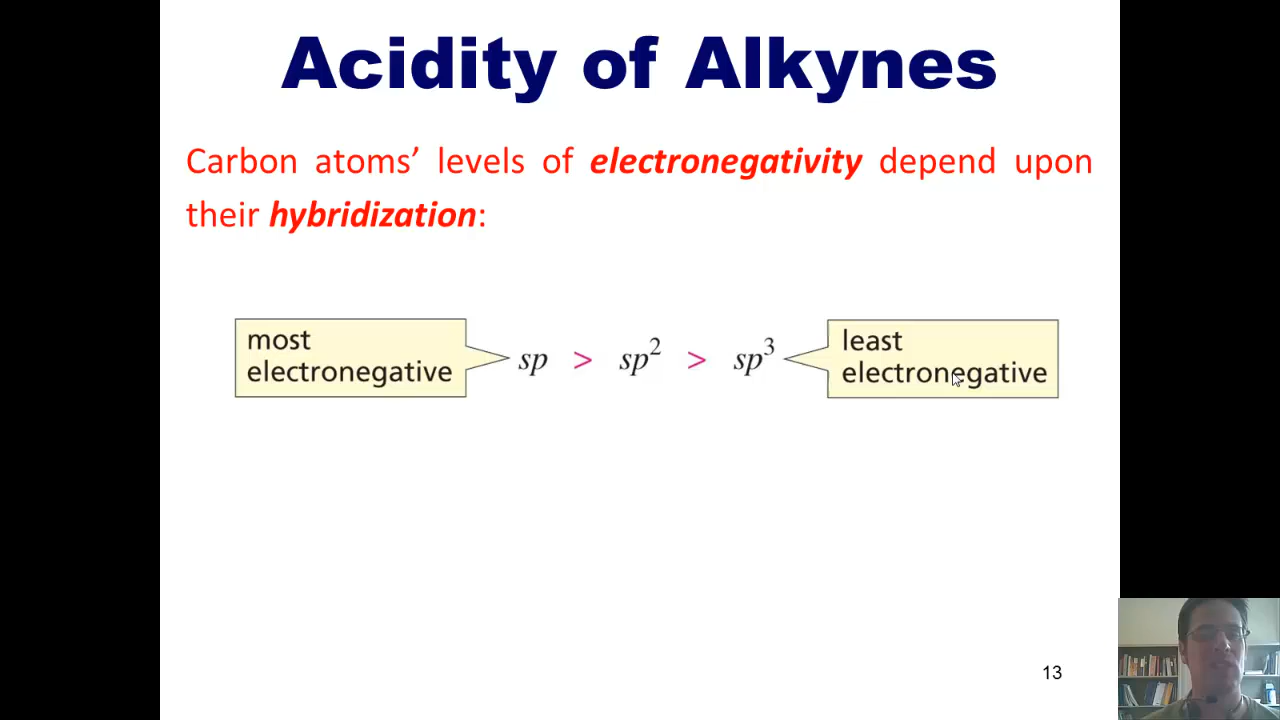 Acidity of Alkynes
Carbon atoms’ levels of electronegativity depend upon
their hybridization:
most
electronegative
sp > sp² > sp³
least
electronegative
13